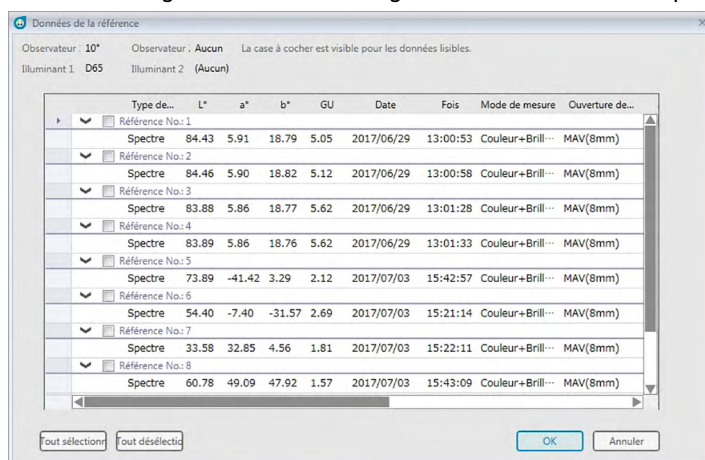 Données de la référence
Observateur : 10° Observateur : Aucun La case à cocher est visible pour les données lisibles.
Illuminant 1 D65 Illuminant 2 (Aucun)
Type de... L* a* b* GU Date Fois Mode de mesure Ouverture de...
Référence No.: 1
Spectre 84.43 5.91 18.79 5.05 2017/06/29 13:00:53 Couleur+Brill··· MAV(8mm)
Référence No.: 2
Spectre 84.46 5.90 18.82 5.12 2017/06/29 13:00:58 Couleur+Brill··· MAV(8mm)
Référence No.: 3
Spectre 83.88 5.86 18.77 5.62 2017/06/29 13:01:28 Couleur+Brill··· MAV(8mm)
Référence No.: 4
Spectre 83.89 5.86 18.76 5.62 2017/06/29 13:01:33 Couleur+Brill··· MAV(8mm)
Référence No.: 5
Spectre 73.89 -41.42 3.29 2.12 2017/07/03 15:42:57 Couleur+Brill··· MAV(8mm)
Référence No.: 6
Spectre 54.40 -7.40 -31.57 2.69 2017/07/03 15:21:14 Couleur+Brill··· MAV(8mm)
Référence No.: 7
Spectre 33.58 32.85 4.56 1.81 2017/07/03 15:22:11 Couleur+Brill··· MAV(8mm)
Référence No.: 8
Spectre 60.78 49.09 47.92 1.57 2017/07/03 15:43:09 Couleur+Brill··· MAV(8mm)
Tout sélectionr Tout désélectio OK Annuler